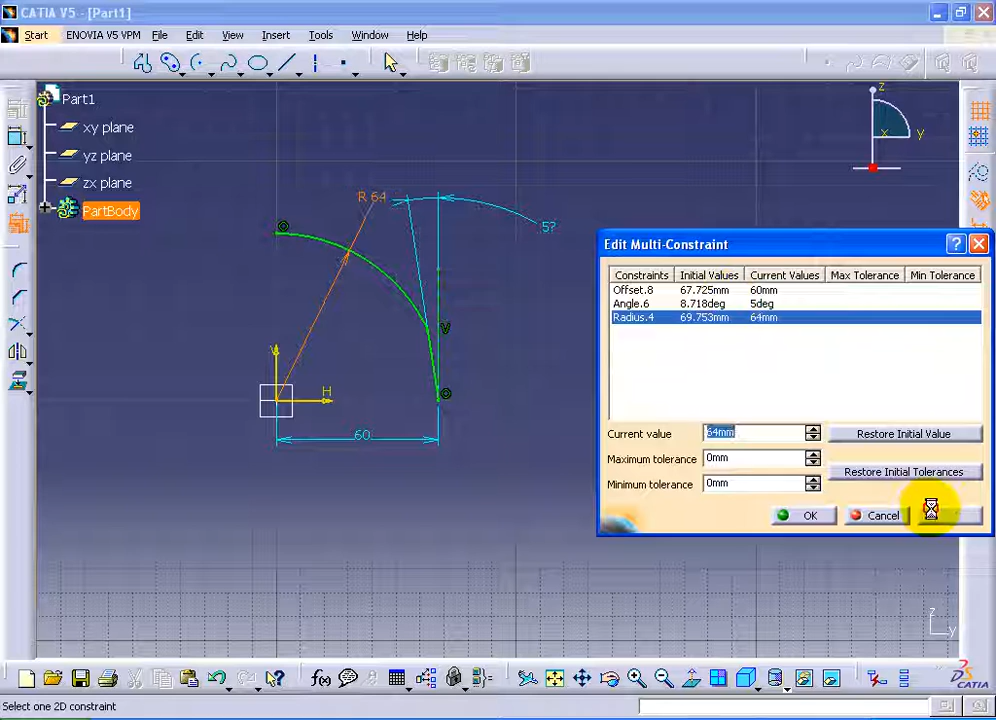 CATIA V5 - [Part1]
Start ENOVIA V5 VPM File Edit View Insert Tools Window Help
Part1
xy plane
yz plane
zx plane
PartBody
z
x y
R 64
5?
V
V
H
60
Edit Multi-Constraint
Constraints Initial Values Current Values Max Tolerance Min Tolerance
Offset.8 67.725mm 60mm
Angle.6 8.718deg 5deg
Radius.4 69.753mm 64mm
Current value 64mm Restore Initial Value
Maximum tolerance 0mm
Restore Initial Tolerances
Minimum tolerance 0mm
OK Cancel
z
y
f(x)
DS CATIA
Select one 2D constraint